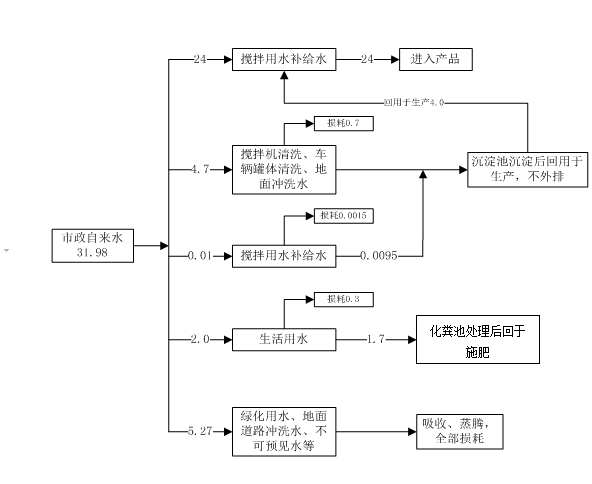 24
搅拌用水补给水
24
进入产品
回用于生产4.0
损耗0.7
4.7
搅拌机清洗、车
辆罐体清洗、地
面冲洗水
沉淀池沉淀后回用于
生产，不外排
损耗0.0015
市政自来水
31.98
0.01
搅拌用水补给水
0.0095
损耗0.3
2.0
生活用水
1.7
化粪池处理后回于
施肥
5.27
绿化用水、地面
道路冲洗水、不
可预见水等
吸收、蒸腾，
全部损耗